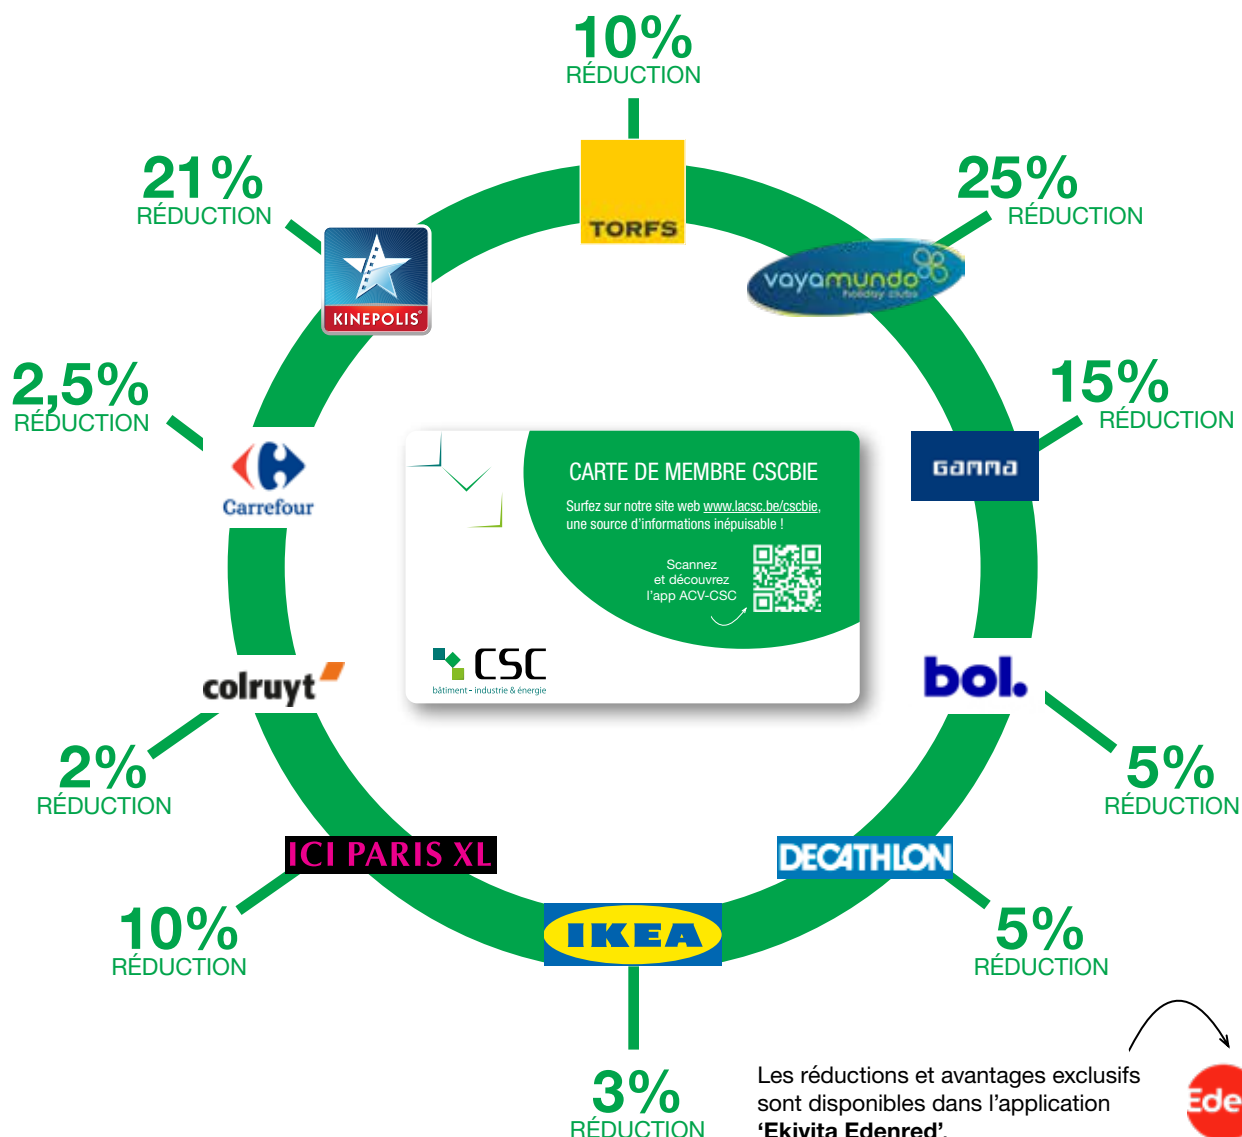 10%
RÉDUCTION
21%
RÉDUCTION
TORFS
25%
RÉDUCTION
KINEPOLIS
vayamundo
holiday clubs
2,5%
RÉDUCTION
Carrefour
15%
RÉDUCTION
GAMMA
CARTE DE MEMBRE CSCBIE
Surfez sur notre site web www.lacsc.be/cscbie,
une source d'informations inépuisable !
Scannez
et découvrez
l'app ACV-CSC
CSC
bâtiment - industrie & énergie
colruyt
2%
RÉDUCTION
bol.
5%
RÉDUCTION
ICI PARIS XL
10%
RÉDUCTION
DECATHLON
5%
RÉDUCTION
IKEA
3%
RÉDUCTION
Les réductions et avantages exclusifs
sont disponibles dans l'application
'Ekivita Edenred'.
Ede